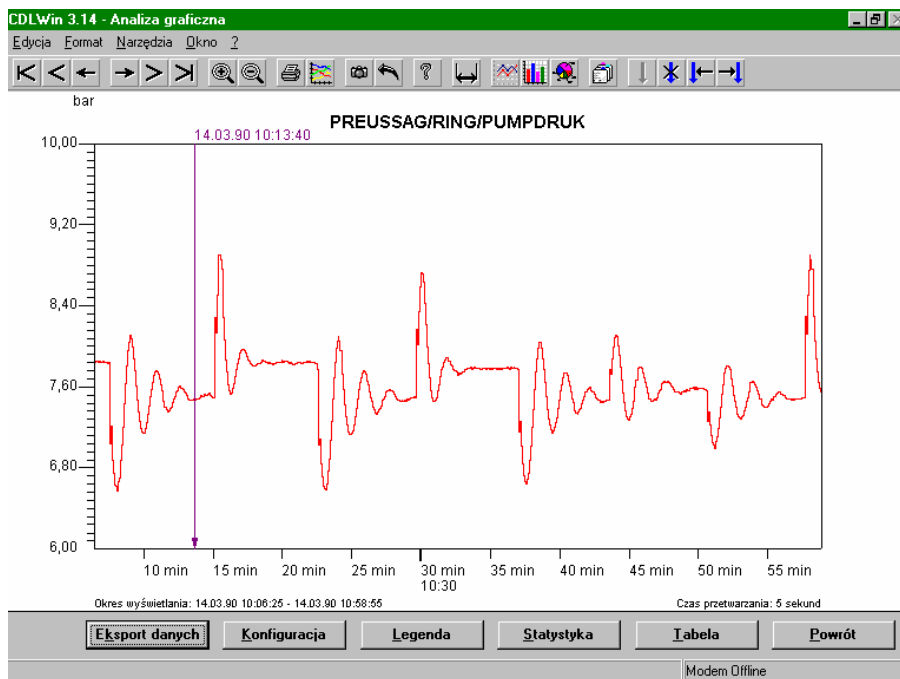 CDLWin 3.14 - Analiza graficzna
Edycja Format Narzędzia Okno ?
bar
PREUSSAG/RING/PUMPDRUK
14.03.90 10:13:40
10,00
9,20
8,40
7,60
6,80
6,00
10 min 15 min 20 min 25 min 30 min 35 min 40 min 45 min 50 min 55 min
10:30
Okres wyświetlania: 14.03.90 10:06:25 - 14.03.90 10:58:55 Czas przetwarzania: 5 sekund
Eksport danych Konfiguracja Legenda Statystyka Tabela Powrót
Modem Offline